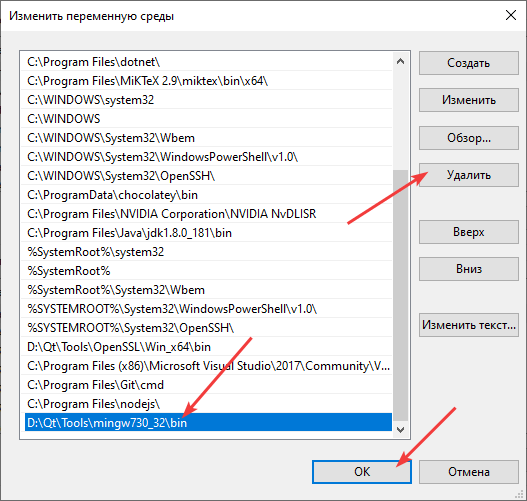 Изменить переменную среды
C:\Program Files\dotnet\
C:\Program Files\MiKTeX 2.9\miktex\bin\x64\
C:\WINDOWS\system32
C:\WINDOWS
C:\WINDOWS\System32\Wbem
C:\WINDOWS\System32\WindowsPowerShell\v1.0\
C:\WINDOWS\System32\OpenSSH\
C:\ProgramData\chocolatey\bin
C:\Program Files\NVIDIA Corporation\NVIDIA NvDLISR
C:\Program Files\Java\jdk1.8.0_181\bin
%SystemRoot%\system32
%SystemRoot%
%SystemRoot%\System32\Wbem
%SYSTEMROOT%\System32\WindowsPowerShell\v1.0\
%SYSTEMROOT%\System32\OpenSSH\
D:\Qt\Tools\OpenSSL\Win_x64\bin
C:\Program Files (x86)\Microsoft Visual Studio\2017\Community\V...
C:\Program Files\Git\cmd
C:\Program Files\nodejs\
D:\Qt\Tools\mingw730_32\bin
Создать
Изменить
Обзор...
Удалить
Вверх
Вниз
Изменить текст...
ОК
Отмена